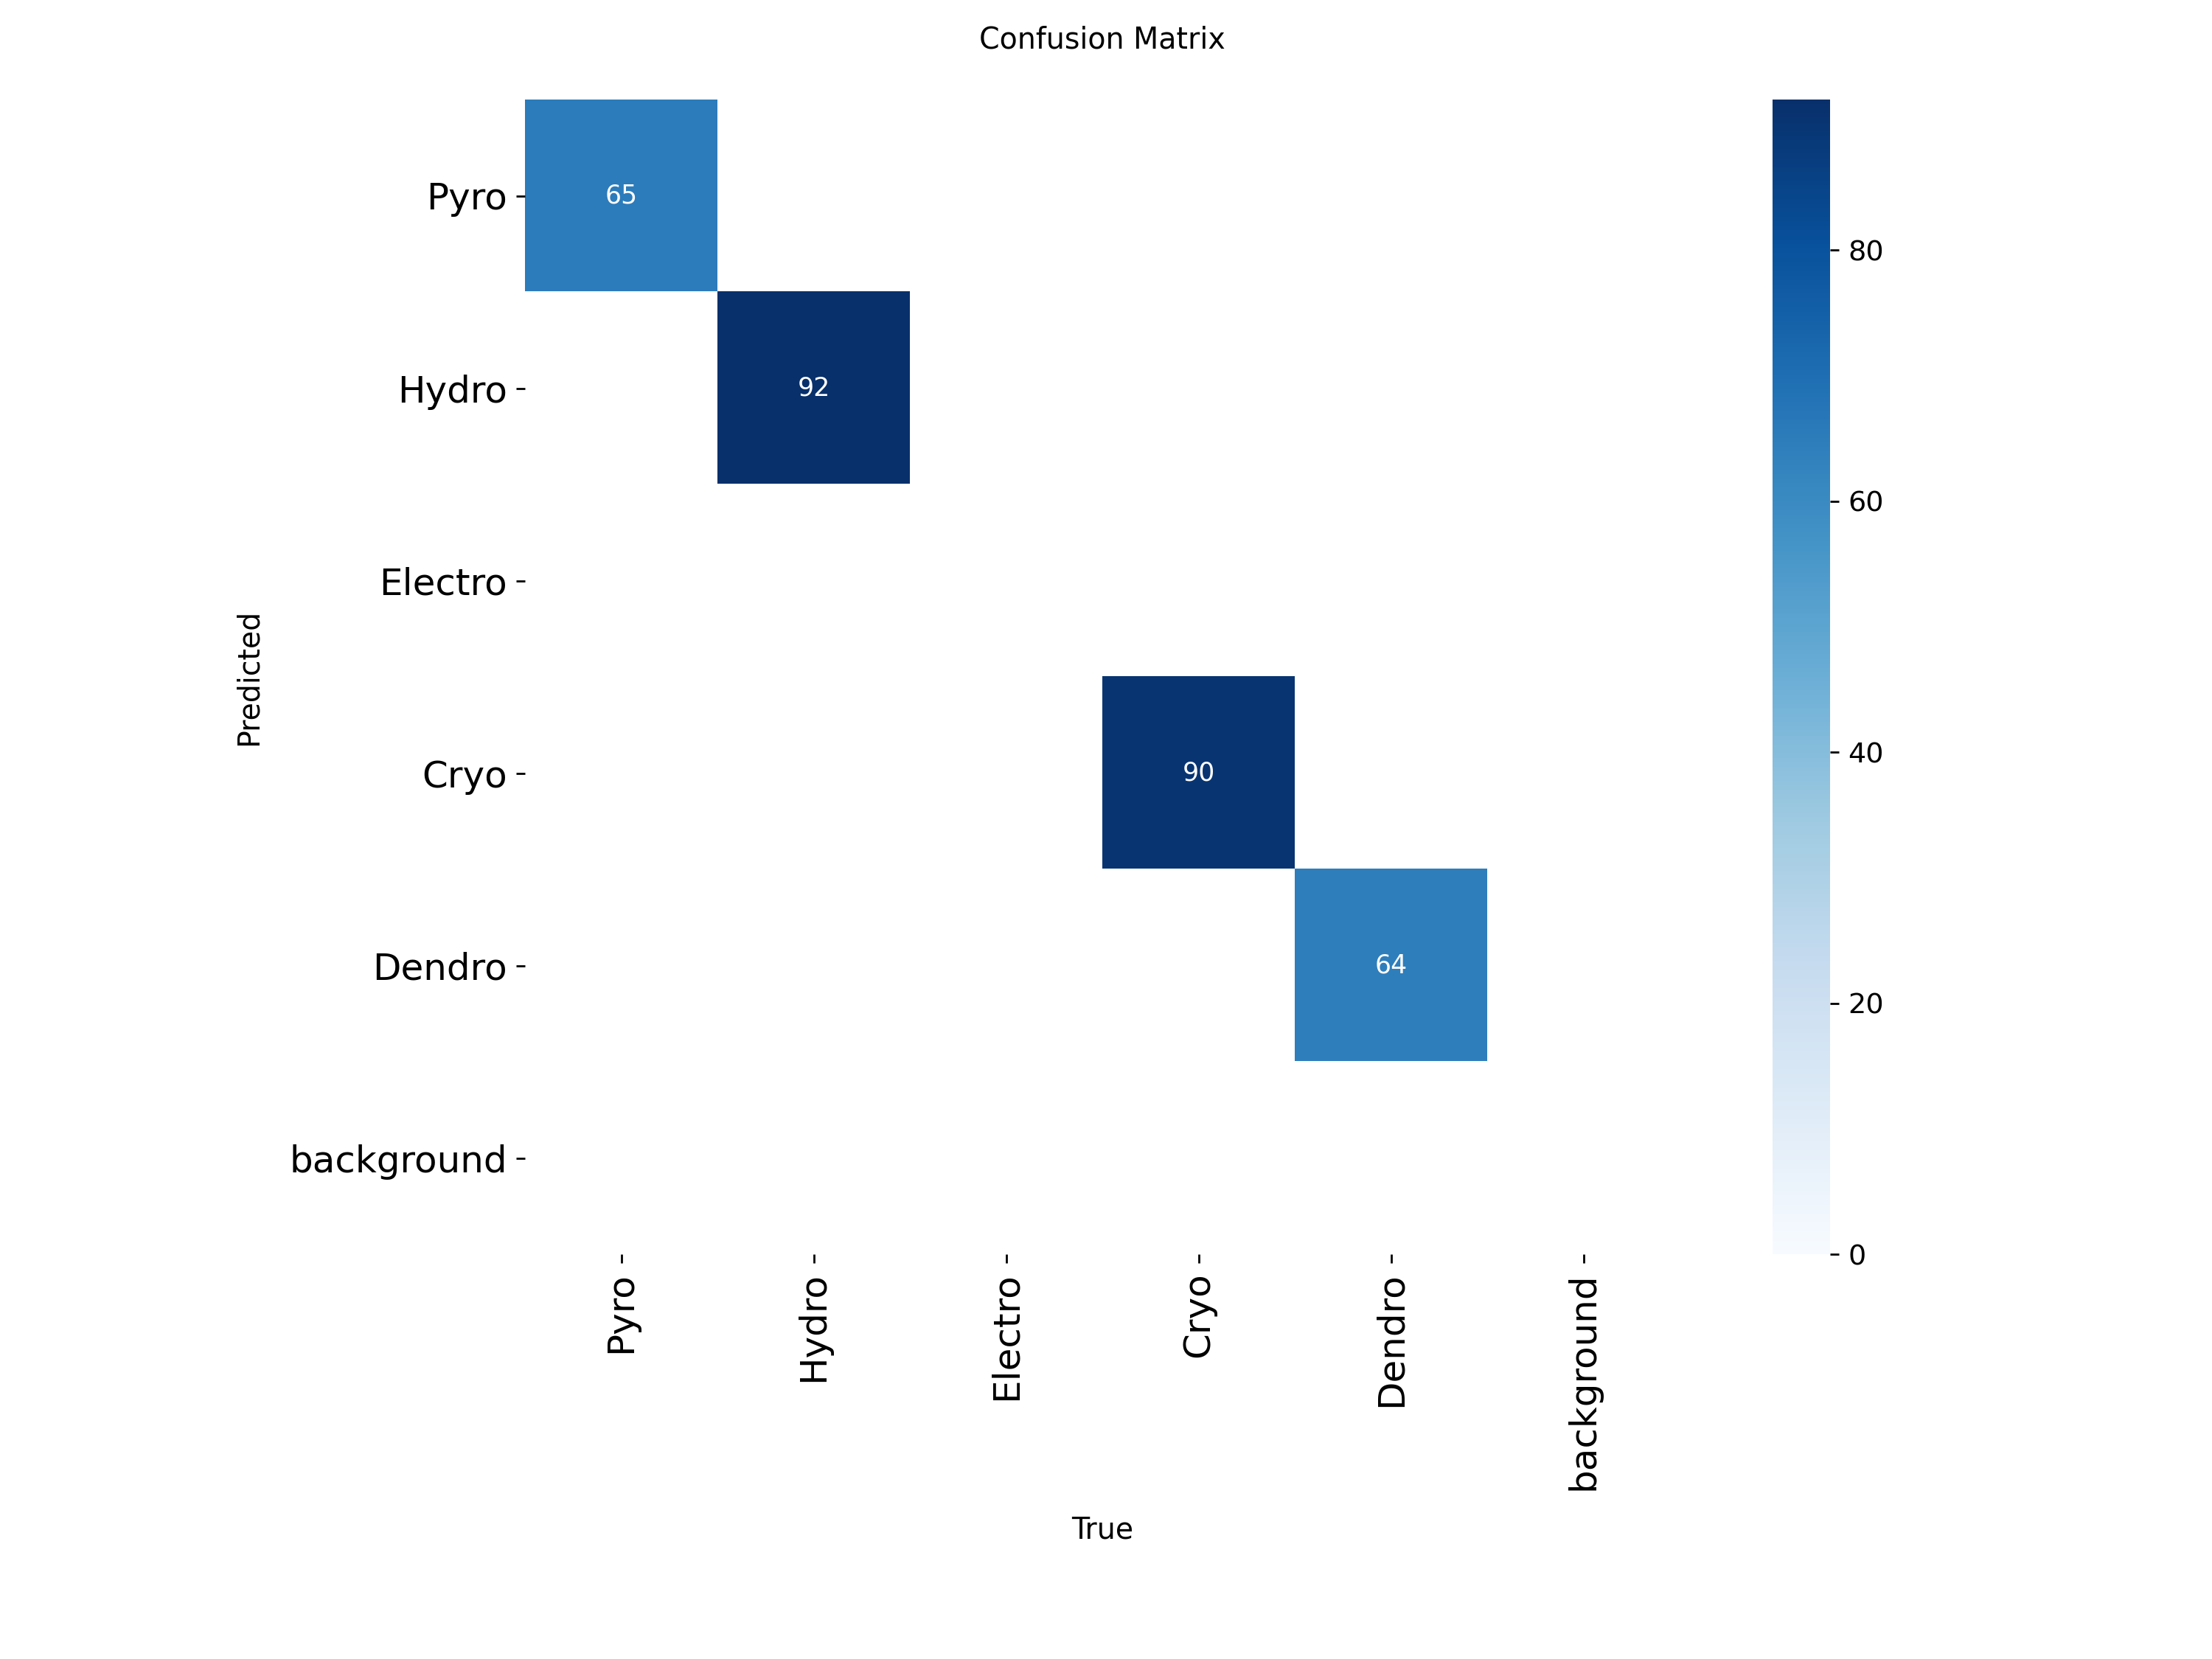 Confusion Matrix
Predicted
Pyro
65
Hydro
92
Electro
Cryo
90
Dendro
64
background
Pyro
Hydro
Electro
Cryo
Dendro
background
True
80
60
40
20
0